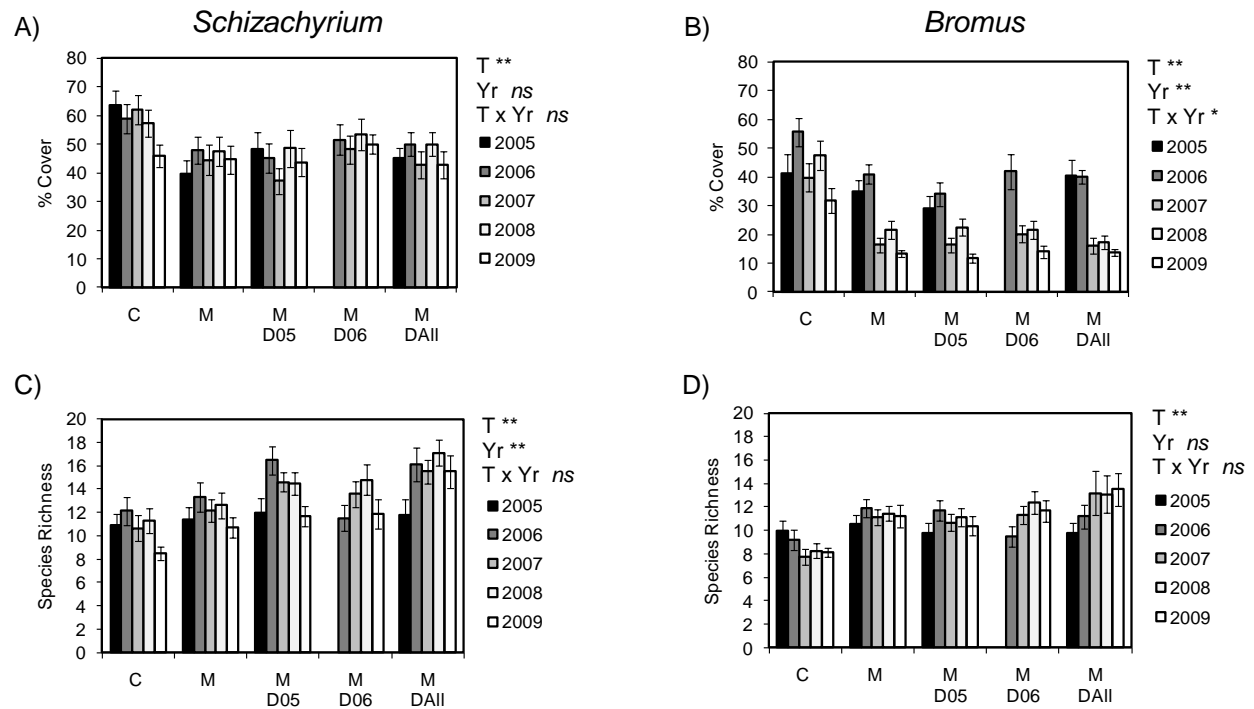 A)
Schizachyrium
80
70
60
50
40
30
20
10
0
% Cover
C
M
M
D05
M
D06
M
DAll
T **
Yr ns
T x Yr ns
2005
2006
2007
2008
2009
B)
Bromus
80
70
60
50
40
30
20
10
0
% Cover
C
M
M
D05
M
D06
M
DAll
T **
Yr **
T x Yr *
2005
2006
2007
2008
2009
C)
20
18
16
14
12
10
8
6
4
2
0
Species Richness
C
M
M
D05
M
D06
M
DAll
T **
Yr **
T x Yr ns
2005
2006
2007
2008
2009
D)
20
18
16
14
12
10
8
6
4
2
0
Species Richness
C
M
M
D05
M
D06
M
DAll
T **
Yr ns
T x Yr ns
2005
2006
2007
2008
2009